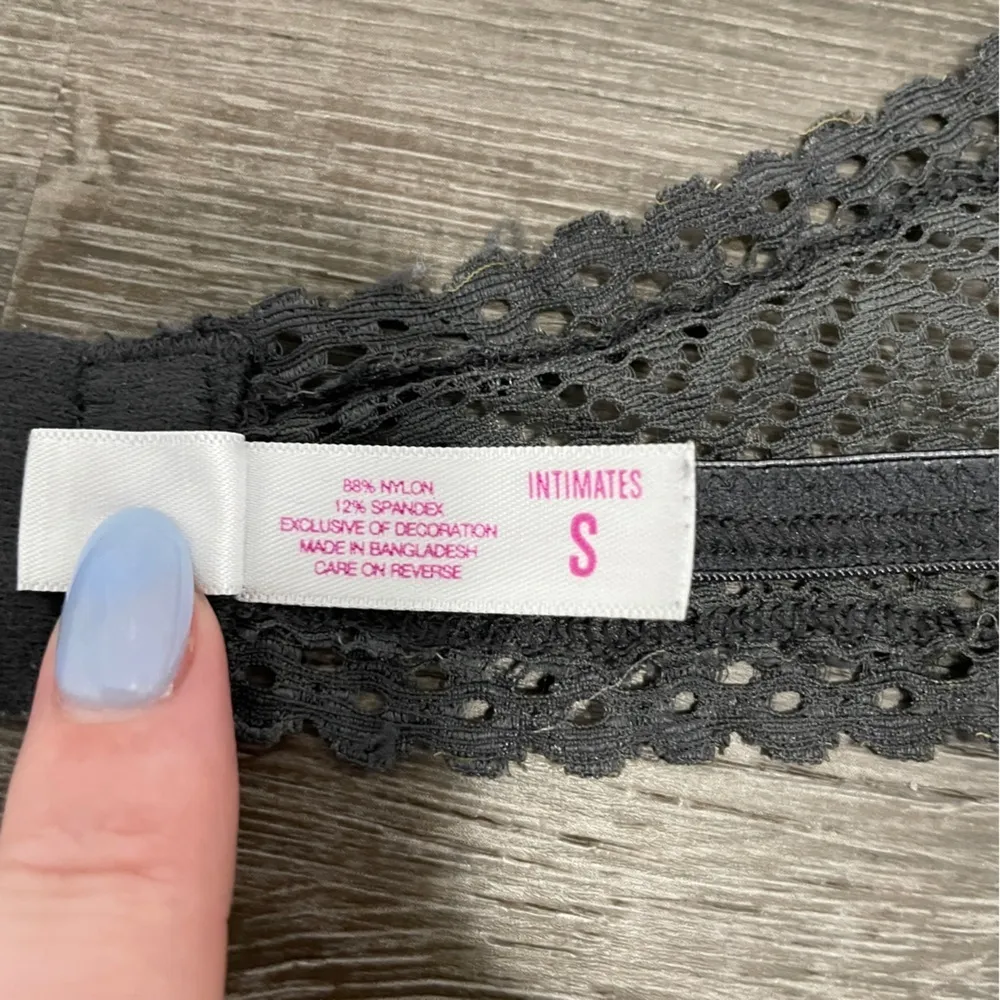 88% NYLON
12% SPANDEX
EXCLUSIVE OF DECORATION
MADE IN BANGLADESH
CARE ON REVERSE
INTIMATES
S